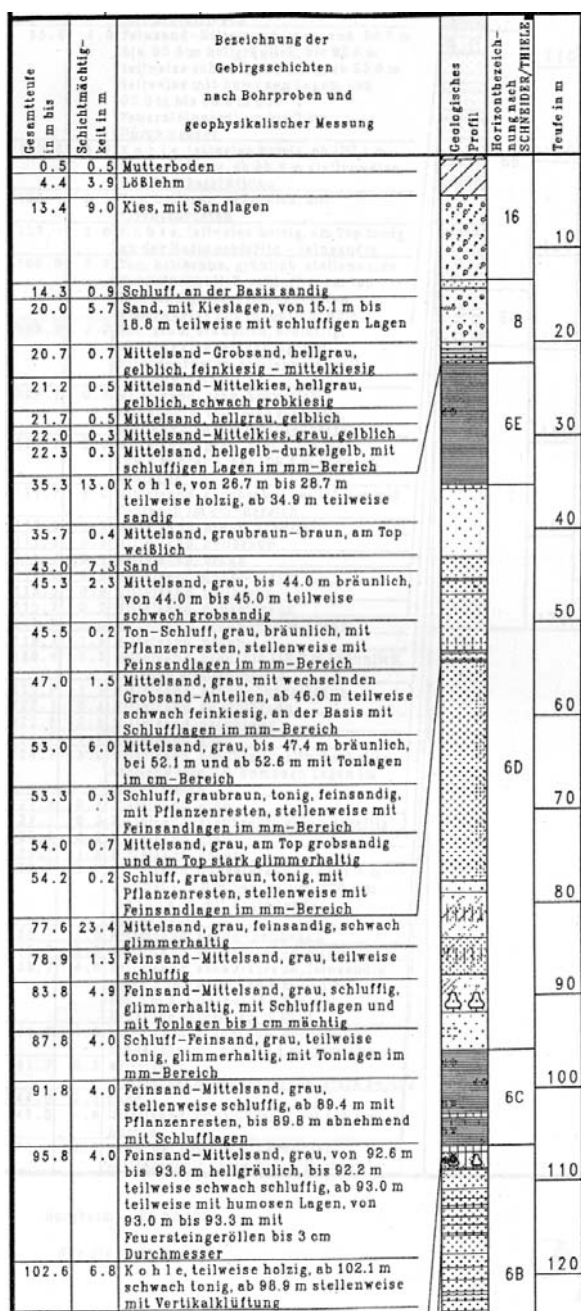 Gesamtteufe in m bis
Schichtmächtig-
keit in m
Bezeichnung der
Gebirgsschichten
nach Bohrproben und
geophysikalischer Messung
Geologisches
Profil
Horizontbezeich-
nung nach
SCHNEIDER/THIELE
Teufe in m
0.5 0.5 Mutterboden
4.4 3.9 Lößlehm
13.4 9.0 Kies, mit Sandlagen
14.3 0.9 Schluff, an der Basis sandig
20.0 5.7 Sand, mit Kieslagen, von 15.1 m bis
18.8 m teilweise mit schluffigen Lagen
20.7 0.7 Mittelsand-Grobsand, hellgrau,
gelblich, feinkiesig - mittelkiesig
21.2 0.5 Mittelsand-Mittelkies, hellgrau,
gelblich, schwach grobkiesig
21.7 0.5 Mittelsand, hellgrau, gelblich
22.0 0.3 Mittelsand-Mittelkies, grau, gelblich
22.3 0.3 Mittelsand, hellgelb-dunkelgelb, mit
schluffigen Lagen im mm-Bereich
35.3 13.0 K o h l e, von 26.7 m bis 28.7 m
teilweise holzig, ab 34.9 m teilweise
sandig
35.7 0.4 Mittelsand, graubraun-braun, am Top
weißlich
43.0 7.3 Sand
45.3 2.3 Mittelsand, grau, bis 44.0 m bräunlich,
von 44.0 m bis 45.0 m teilweise
schwach grobsandig
45.5 0.2 Ton-Schluff, grau, bräunlich, mit
Pflanzenresten, stellenweise mit
Feinsandlagen im mm-Bereich
47.0 1.5 Mittelsand, grau, mit wechselnden
Grobsand-Anteilen, ab 46.0 m teilweise
schwach feinkiesig, an der Basis mit
Schlufflagen im mm-Bereich
53.0 6.0 Mittelsand, grau, bis 47.4 m bräunlich,
bei 52.1 m und ab 52.6 m mit Tonlagen
im cm-Bereich
53.3 0.3 Schluff, graubraun, tonig, feinsandig,
mit Pflanzenresten, stellenweise mit
Feinsandlagen im mm-Bereich
54.0 0.7 Mittelsand, grau, am Top grobsandig
und am Top stark glimmerhaltig
54.2 0.2 Schluff, graubraun, tonig, mit
Pflanzenresten, stellenweise mit
Feinsandlagen im mm-Bereich
77.6 23.4 Mittelsand, grau, feinsandig, schwach
glimmerhaltig
78.9 1.3 Feinsand-Mittelsand, grau, teilweise
schluffig
83.8 4.9 Feinsand-Mittelsand, grau, schluffig,
glimmerhaltig, mit Schlufflagen und
mit Tonlagen bis 1 cm mächtig
87.8 4.0 Schluff-Feinsand, grau, teilweise
tonig, glimmerhaltig, mit Tonlagen im
mm-Bereich
91.8 4.0 Feinsand-Mittelsand, grau,
stellenweise schluffig, ab 89.4 m mit
Pflanzenresten, bis 89.8 m abnehmend
mit Schlufflagen
95.8 4.0 Feinsand-Mittelsand, grau, von 92.6 m
bis 93.8 m hellgräulich, bis 92.2 m
teilweise schwach schluffig, ab 93.0 m
teilweise mit humosen Lagen, von
93.0 m bis 93.3 m mit
Feuersteingeröllen bis 3 cm
Durchmesser
102.6 6.8 K o h l e, teilweise holzig, ab 102.1 m
schwach tonig, ab 98.9 m stellenweise
mit Vertikalklüftung
16
8
6E
6D
6C
6B
10
20
30
40
50
60
70
80
90
100
110
120